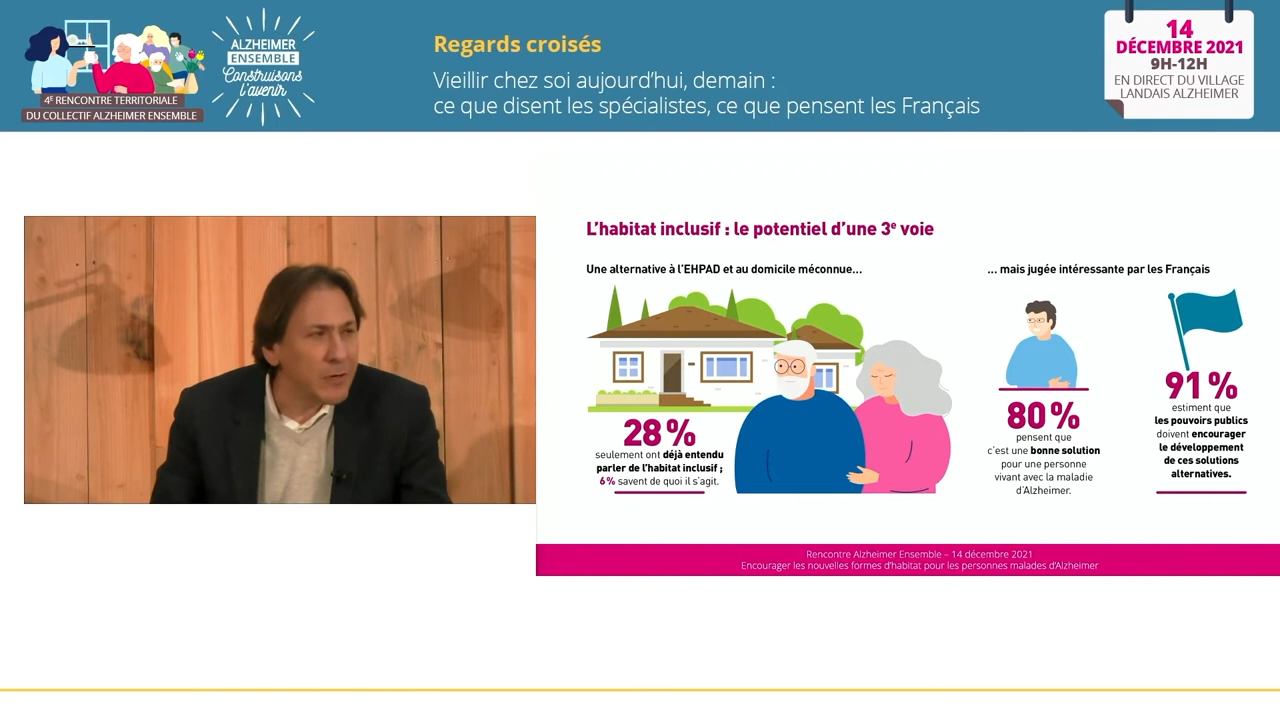 4E RENCONTRE TERRITORIALE
DU COLLECTIF ALZHEIMER ENSEMBLE
ALZHEIMER
ENSEMBLE
Construisons
l'avenir
Regards croisés
Vieillir chez soi aujourd'hui, demain :
ce que disent les spécialistes, ce que pensent les Français
14
DÉCEMBRE 2021
9H-12H
EN DIRECT DU VILLAGE
LANDAIS ALZHEIMER
L'habitat inclusif : le potentiel d'une 3e voie
Une alternative à l'EHPAD et au domicile méconnue...
28 %
seulement ont déjà entendu
parler de l'habitat inclusif ;
6 % savent de quoi il s'agit.
... mais jugée intéressante par les Français
80 %
pensent que
c'est une bonne solution
pour une personne
vivant avec la maladie
d'Alzheimer.
91 %
estiment que
les pouvoirs publics
doivent encourager
le développement
de ces solutions
alternatives.
Rencontre Alzheimer Ensemble – 14 décembre 2021
Encourager les nouvelles formes d'habitat pour les personnes malades d'Alzheimer